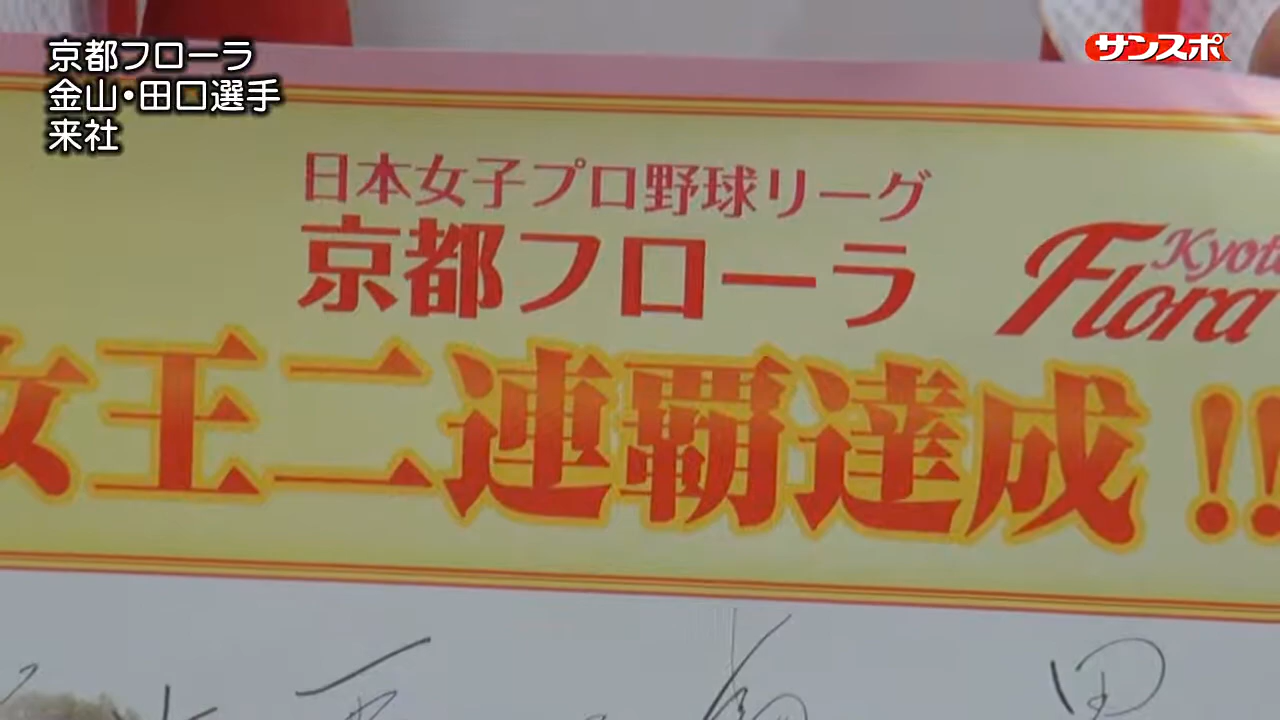 京都フローラ
金山・田口選手
来社
サンスポ
日本女子プロ野球リーグ
京都フローラ
Kyoto
Flora
女王二連覇達成!!